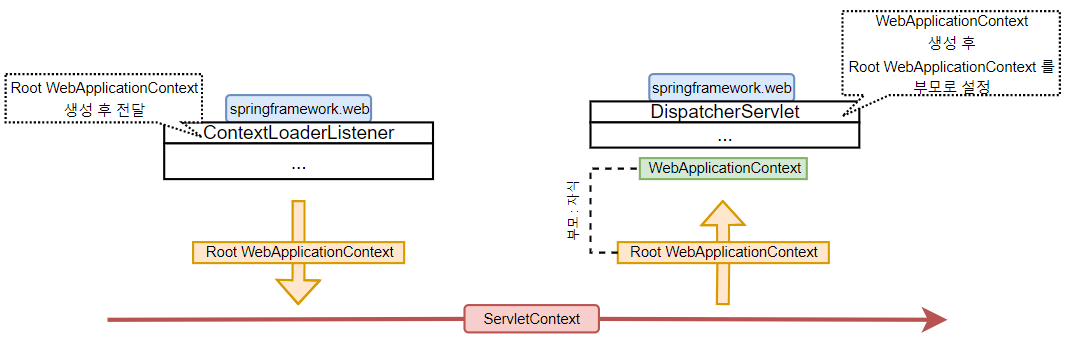 Root WebApplicationContext
생성 후 전달
springframework.web
ContextLoaderListener
...
Root WebApplicationContext
WebApplicationContext
생성 후
Root WebApplicationContext 를
부모로 설정
springframework.web
DispatcherServlet
...
WebApplicationContext
부모 : 자식
Root WebApplicationContext
ServletContext